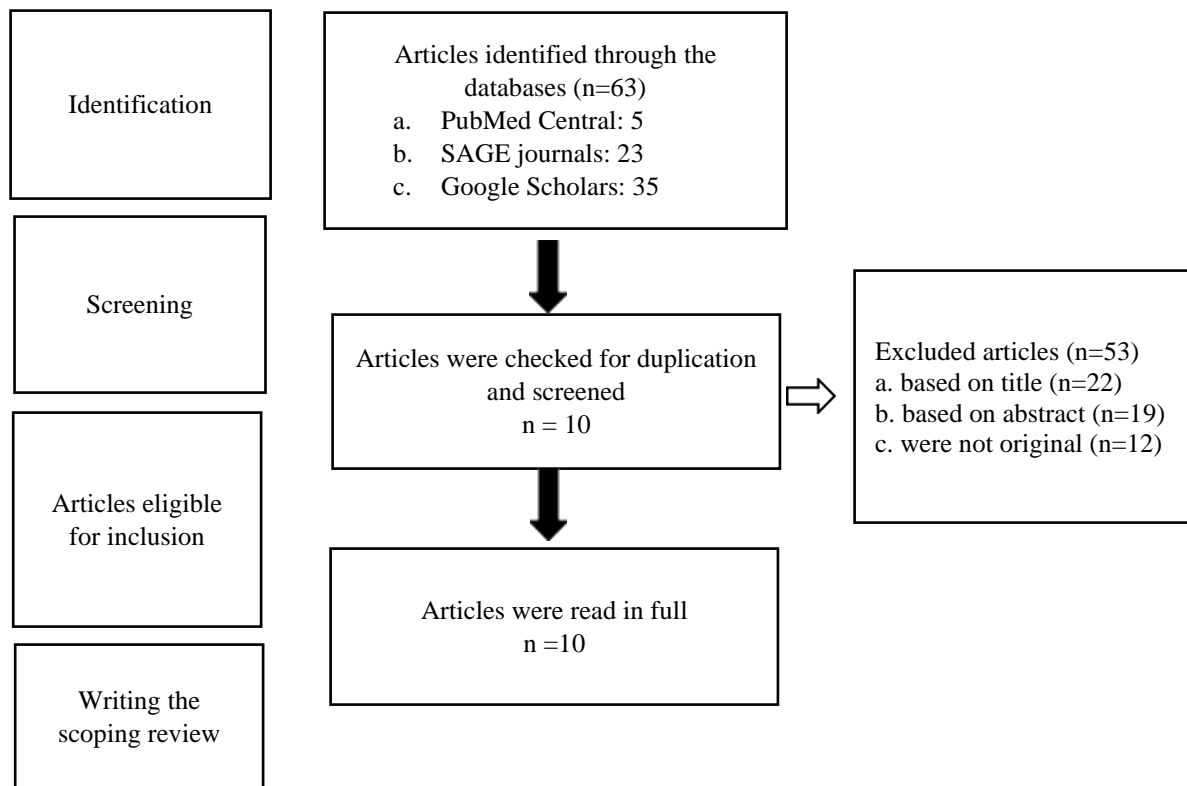 Identification
Articles identified through the
databases (n=63)
a. PubMed Central: 5
b. SAGE journals: 23
c. Google Scholars: 35
Screening
Articles were checked for duplication
and screened
n = 10
Excluded articles (n=53)
a. based on title (n=22)
b. based on abstract (n=19)
c. were not original (n=12)
Articles eligible
for inclusion
Articles were read in full
n =10
Writing the
scoping review